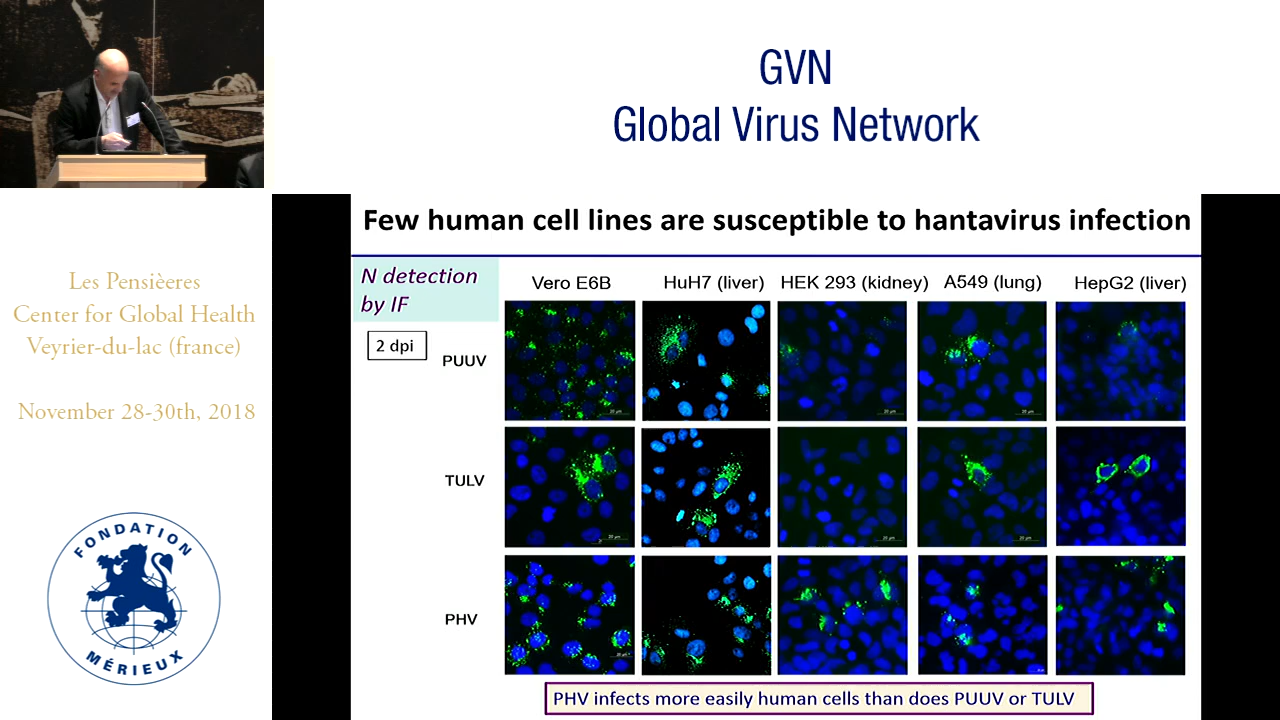 GVN
Global Virus Network
Les Pensièeres
Center for Global Health
Veyrier-du-lac (france)
November 28-30th, 2018
FONDATION
MÉRIEUX
Few human cell lines are susceptible to hantavirus infection
N detection
by IF
2 dpi
Vero E6B
HuH7 (liver)
HEK 293 (kidney)
A549 (lung)
HepG2 (liver)
PUUV
TULV
PHV
PHV infects more easily human cells than does PUUV or TULV